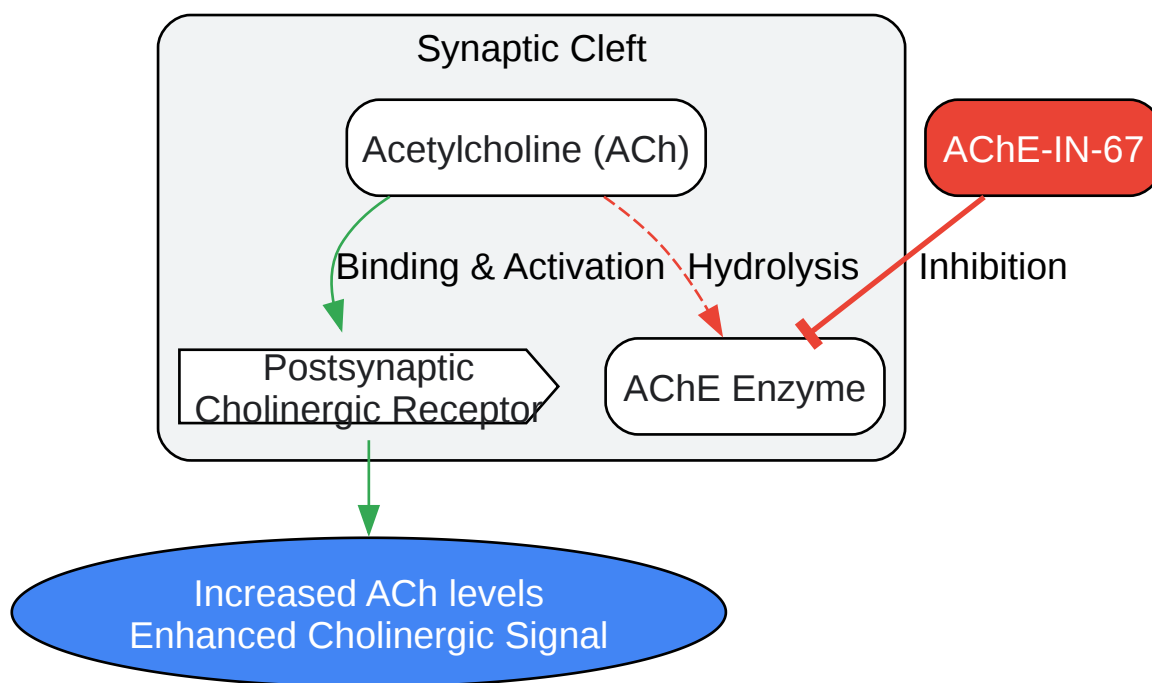 Synaptic Cleft
Acetylcholine (ACh)
AChE-IN-67
Binding & Activation
Hydrolysis
Inhibition
Postsynaptic
Cholinergic Receptor
AChE Enzyme
Increased ACh levels
Enhanced Cholinergic Signal